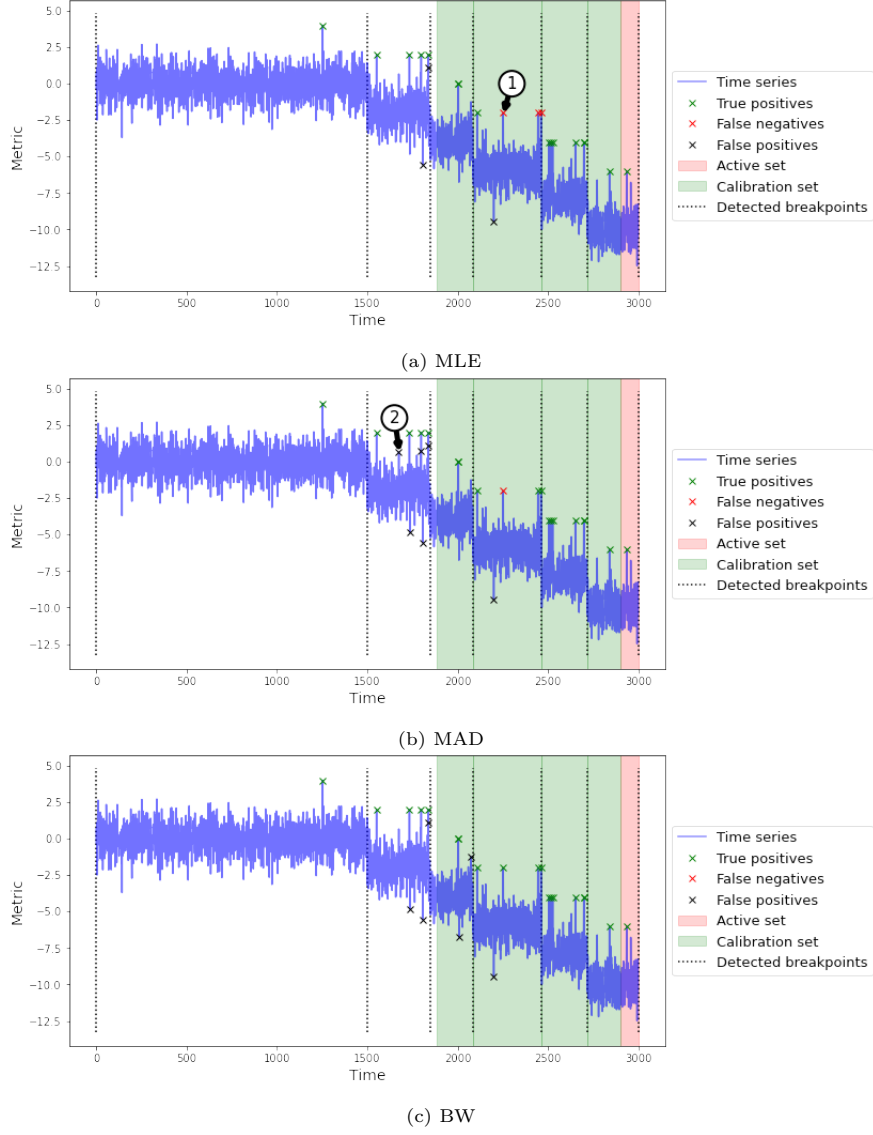 5.0
2.5
0.0
−2.5
−5.0
−7.5
−10.0
−12.5
Metric
0
500
1000
1500
2000
2500
3000
Time
1
Time series
True positives
False negatives
False positives
Active set
Calibration set
Detected breakpoints
(a) MLE
5.0
2.5
0.0
−2.5
−5.0
−7.5
−10.0
−12.5
Metric
0
500
1000
1500
2000
2500
3000
Time
2
Time series
True positives
False negatives
False positives
Active set
Calibration set
Detected breakpoints
(b) MAD
5.0
2.5
0.0
−2.5
−5.0
−7.5
−10.0
−12.5
Metric
0
500
1000
1500
2000
2500
3000
Time
Time series
True positives
False negatives
False positives
Active set
Calibration set
Detected breakpoints
(c) BW